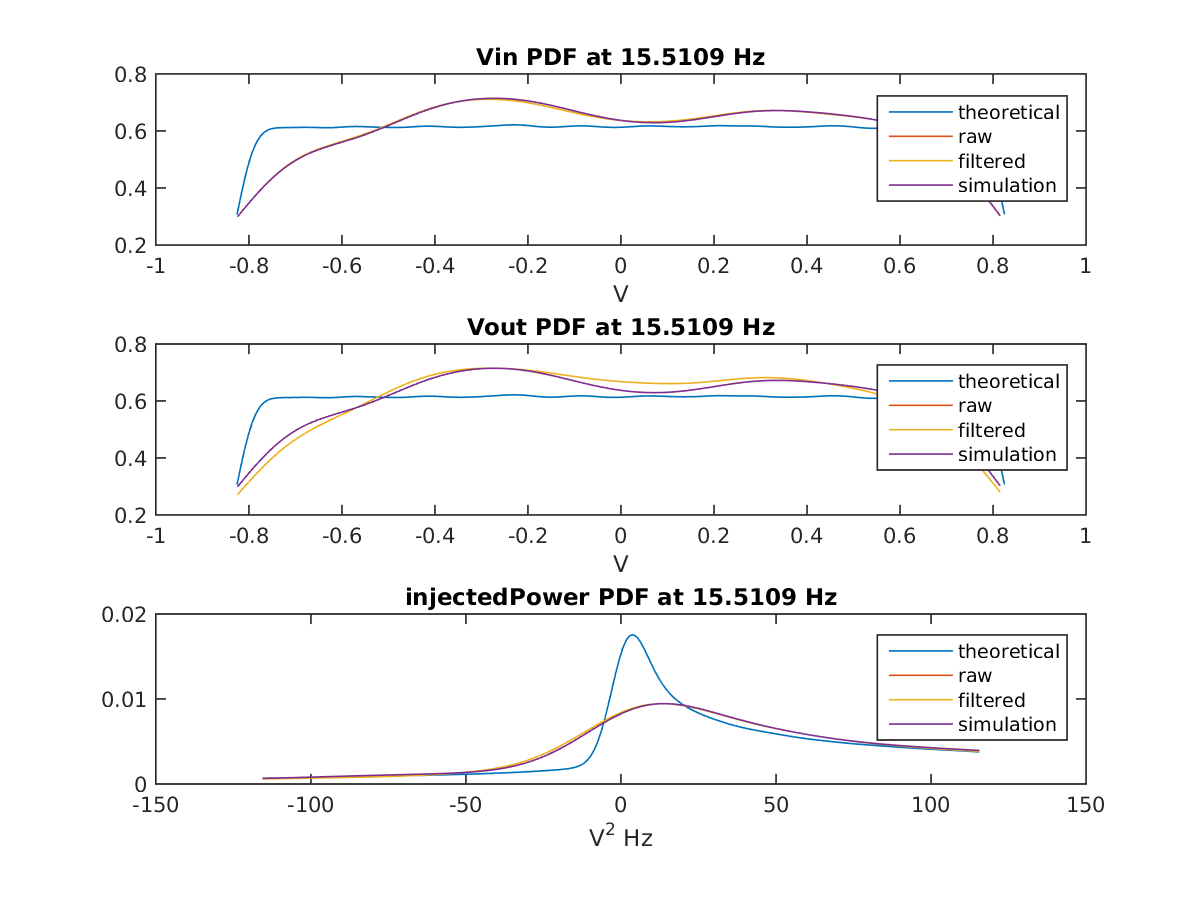 Vin PDF at 15.5109 Hz
0.8
0.6
0.4
0.2
theoretical
raw
filtered
simulation
-1 -0.8 -0.6 -0.4 -0.2 0 0.2 0.4 0.6 0.8 1
V
Vout PDF at 15.5109 Hz
0.8
0.6
0.4
0.2
theoretical
raw
filtered
simulation
-1 -0.8 -0.6 -0.4 -0.2 0 0.2 0.4 0.6 0.8 1
V
injectedPower PDF at 15.5109 Hz
0.02
0.01
0
theoretical
raw
filtered
simulation
-150 -100 -50 0 50 100 150
V² Hz